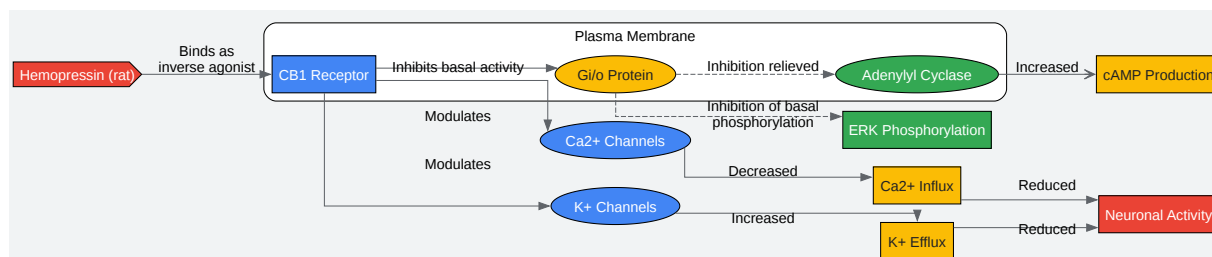 Plasma Membrane
Binds as
inverse agonist
Hemopressin (rat)
CB1 Receptor
Inhibits basal activity
Gi/o Protein
Inhibition relieved
Adenylyl Cyclase
Increased
cAMP Production
Inhibition of basal
phosphorylation
ERK Phosphorylation
Modulates
Ca2+ Channels
Modulates
Decreased
Ca2+ Influx
Reduced
K+ Channels
Increased
K+ Efflux
Reduced
Neuronal Activity